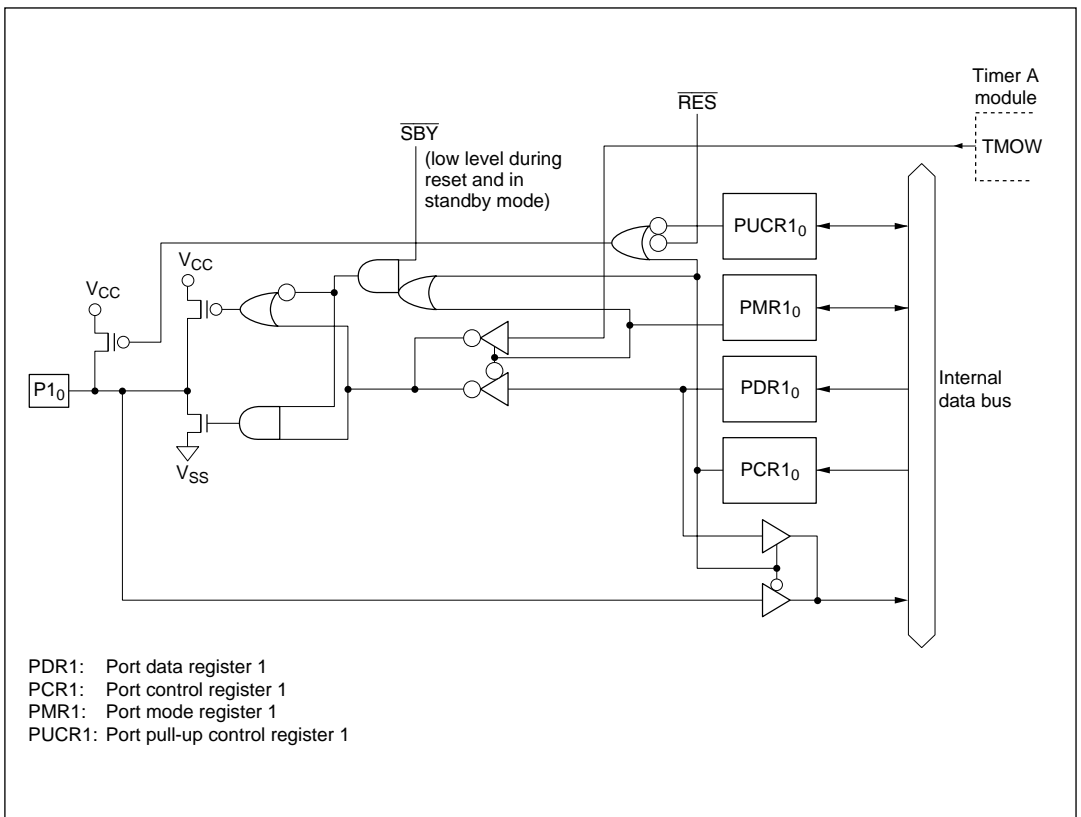 Timer A
module
TMOW
RES
SBY
(low level during
reset and in
standby mode)
PUCR1₀
VCC
VCC
PMR1₀
P1₀
PDR1₀
Internal
data bus
VSS
PCR1₀
PDR1: Port data register 1
PCR1: Port control register 1
PMR1: Port mode register 1
PUCR1: Port pull-up control register 1